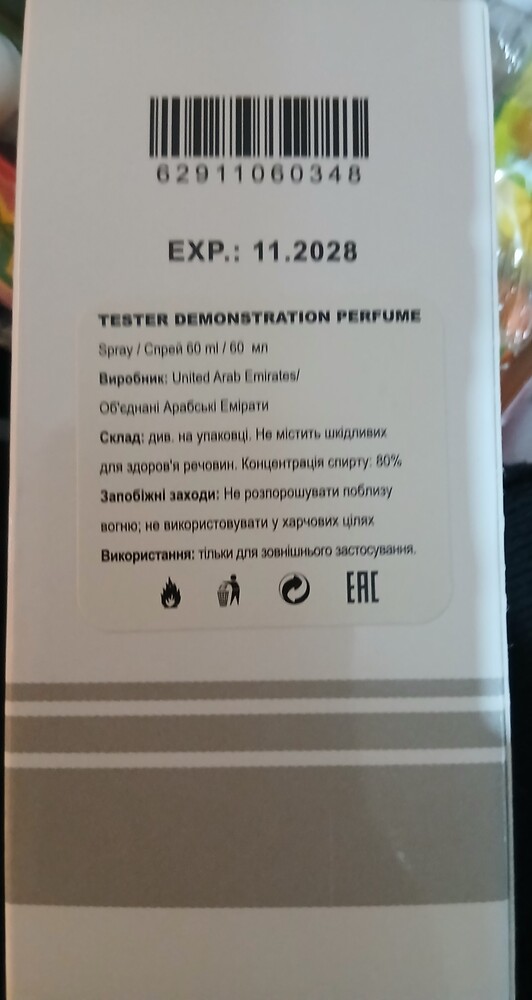 62911060348
EXP.: 11.2028
TESTER DEMONSTRATION PERFUME
Spray / Спрей 60 ml / 60 мл
Виробник: United Arab Emirates/
Об'єднані Арабські Емірати
Склад: див. на упаковці. Не містить шкідливих
для здоров'я речовин. Концентрація спирту: 80%
Запобіжні заходи: Не розпорошувати поблизу
вогню; не використовувати у харчових цілях
Використання: тільки для зовнішнього застосування.
EAC